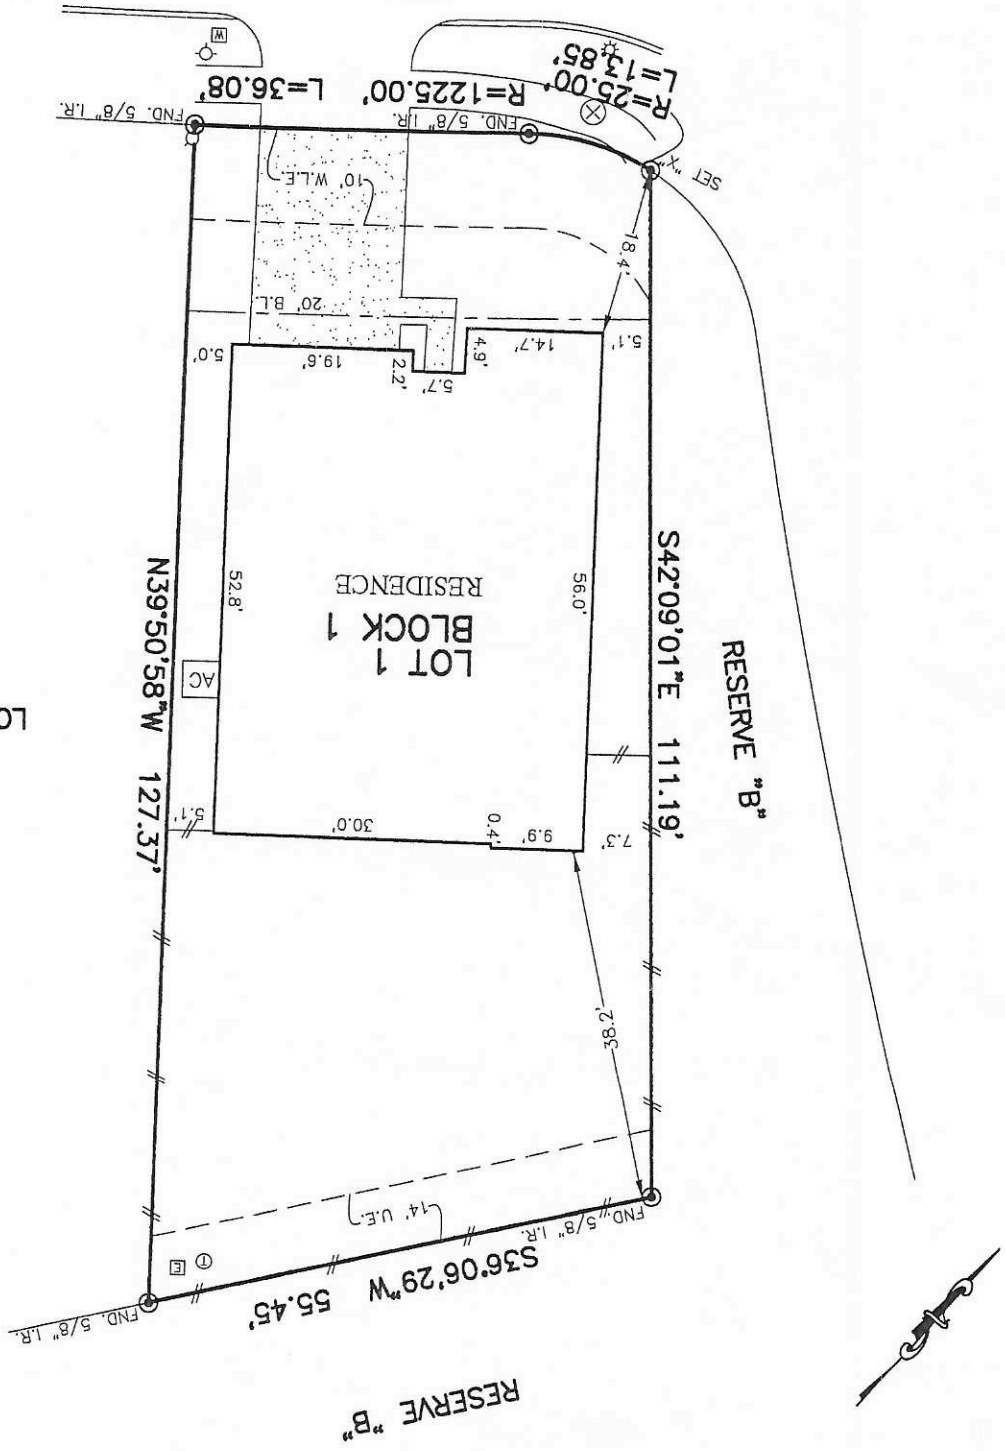 RESERVE "B"
FND. 5/8" I.R.
S36°06'29"W 55.45'
FND. 5/8" I.R.
14' U.E.
T
E
38.2'
RESERVE "B"
S42°09'01"E 111.19'
N39°50'58"W 127.37'
7.3'
9.9'
0.4'
30.0'
5.1'
AC
LO
LOT 1
BLOCK 1
RESIDENCE
56.0'
52.8'
5.1'
14.7'
4.9'
5.7'
2.2'
19.6'
5.0'
20' B.L.
18.4'
10' W.L.E.
SET "X"
FND. 5/8" I.R.
FND. 5/8" I.R.
R=25.00'
L=13.85'
R=1225.00' L=36.08'
W